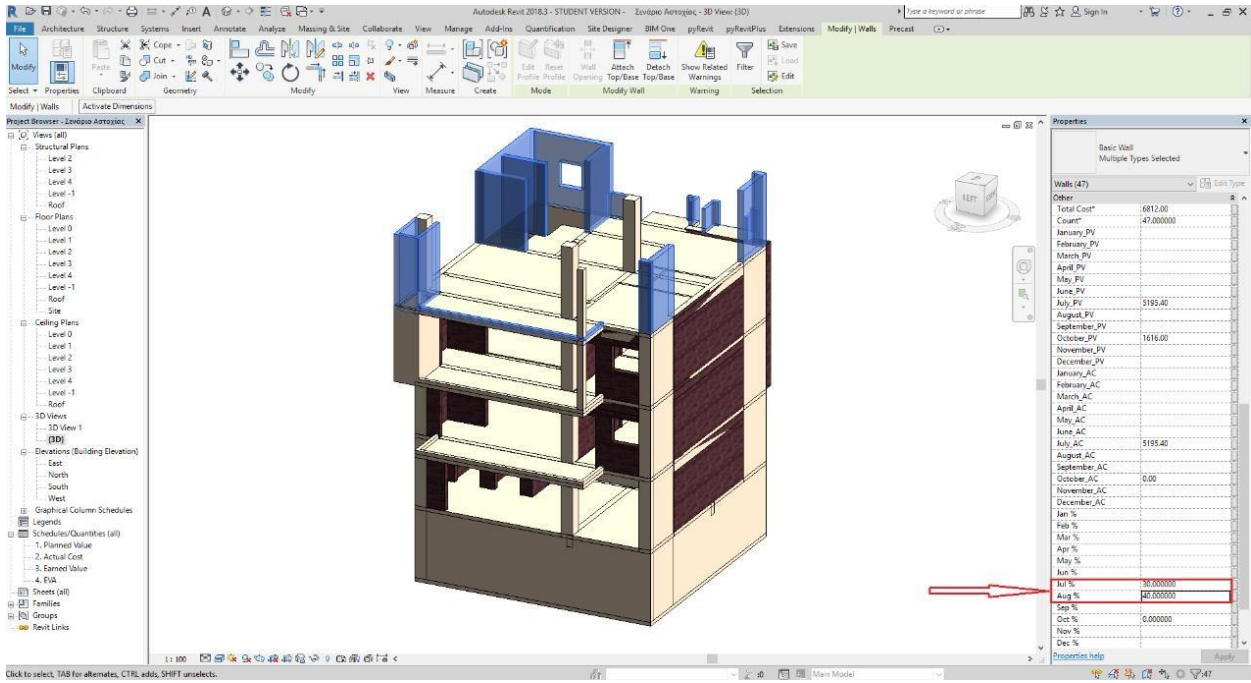 Autodesk Revit 2018.3 - STUDENT VERSION - Σενάριο Αστοχίας - 3D View: {3D}
Type a keyword or phrase
Sign In
File Architecture Structure Systems Insert Annotate Analyze Massing & Site Collaborate View Manage Add-Ins Quantification Site Designer BIM One pyRevit pyRevitPlus Extensions Modify | Walls Precast
Modify
Paste
Cope
Cut
Join
Edit Profile
Reset Profile
Wall Opening
Attach Top/Base
Detach Top/Base
Show Related Warnings
Filter
Save
Load
Edit
Select Properties Clipboard Geometry Modify View Measure Create Mode Modify Wall Warning Selection
Modify | Walls Activate Dimensions
Project Browser - Σενάριο Αστοχίας
Views (all)
Structural Plans
Level 2
Level 3
Level 4
Level -1
Roof
Floor Plans
Level 0
Level 1
Level 2
Level 3
Level 4
Level -1
Roof
Site
Ceiling Plans
Level 0
Level 1
Level 2
Level 3
Level 4
Level -1
Roof
3D Views
3D View 1
{3D}
Elevations (Building Elevation)
East
North
South
West
Graphical Column Schedules
Legends
Schedules/Quantities (all)
1. Planned Value
2. Actual Cost
3. Earned Value
4. EVA
Sheets (all)
Families
Groups
Revit Links
LEFT
Properties
Basic Wall
Multiple Types Selected
Walls (47) Edit Type
Other
Total Cost* 6812.00
Count* 47.000000
January_PV
February_PV
March_PV
April_PV
May_PV
June_PV
July_PV 5195.40
August_PV
September_PV
October_PV 1616.00
November_PV
December_PV
January_AC
February_AC
March_AC
April_AC
May_AC
June_AC
July_AC 5195.40
August_AC
September_AC
October_AC 0.00
November_AC
December_AC
Jan %
Feb %
Mar %
Apr %
May %
Jun %
Jul % 30.000000
Aug % 40.000000
Sep %
Oct % 0.000000
Nov %
Dec %
Properties help Apply
1 : 100
Click to select, TAB for alternates, CTRL adds, SHIFT unselects.
:0
Main Model
:47